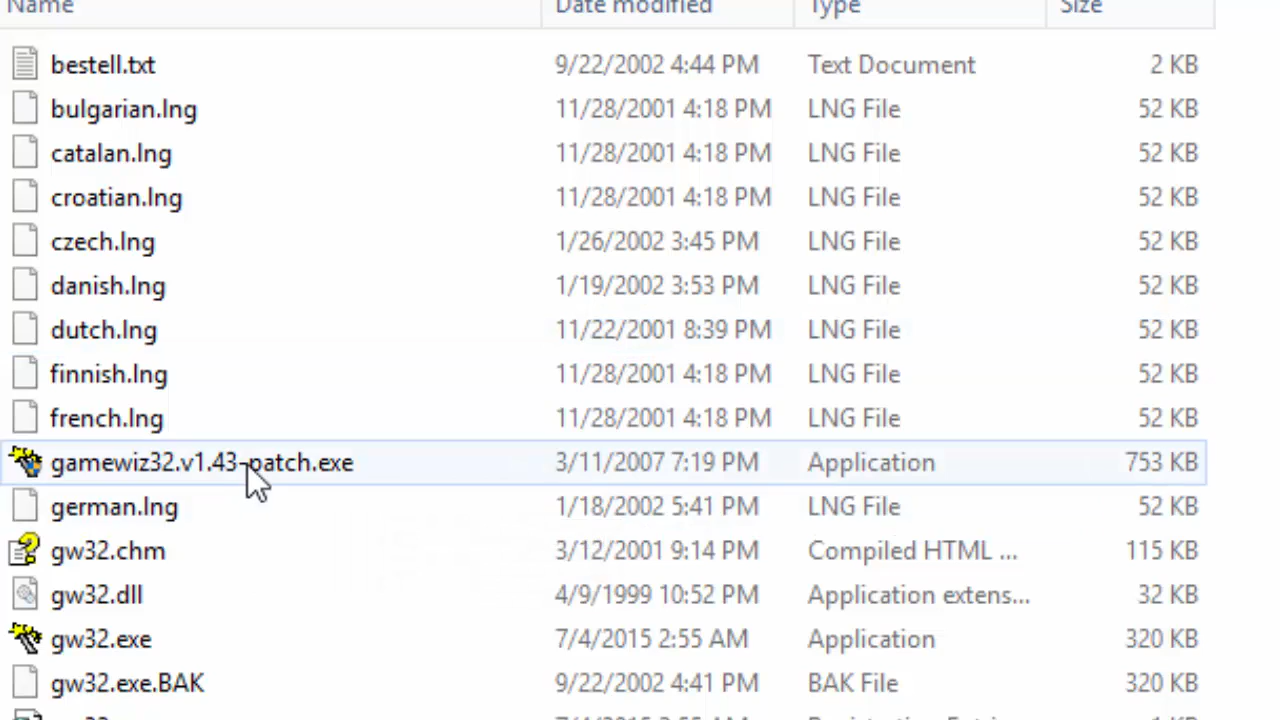 Name Date modified Type Size
bestell.txt 9/22/2002 4:44 PM Text Document 2 KB
bulgarian.lng 11/28/2001 4:18 PM LNG File 52 KB
catalan.lng 11/28/2001 4:18 PM LNG File 52 KB
croatian.lng 11/28/2001 4:18 PM LNG File 52 KB
czech.lng 1/26/2002 3:45 PM LNG File 52 KB
danish.lng 1/19/2002 3:53 PM LNG File 52 KB
dutch.lng 11/22/2001 8:39 PM LNG File 52 KB
finnish.lng 11/28/2001 4:18 PM LNG File 52 KB
french.lng 11/28/2001 4:18 PM LNG File 52 KB
gamewiz32.v1.43-patch.exe 3/11/2007 7:19 PM Application 753 KB
german.lng 1/18/2002 5:41 PM LNG File 52 KB
gw32.chm 3/12/2001 9:14 PM Compiled HTML ... 115 KB
gw32.dll 4/9/1999 10:52 PM Application extens... 32 KB
gw32.exe 7/4/2015 2:55 AM Application 320 KB
gw32.exe.BAK 9/22/2002 4:41 PM BAK File 320 KB